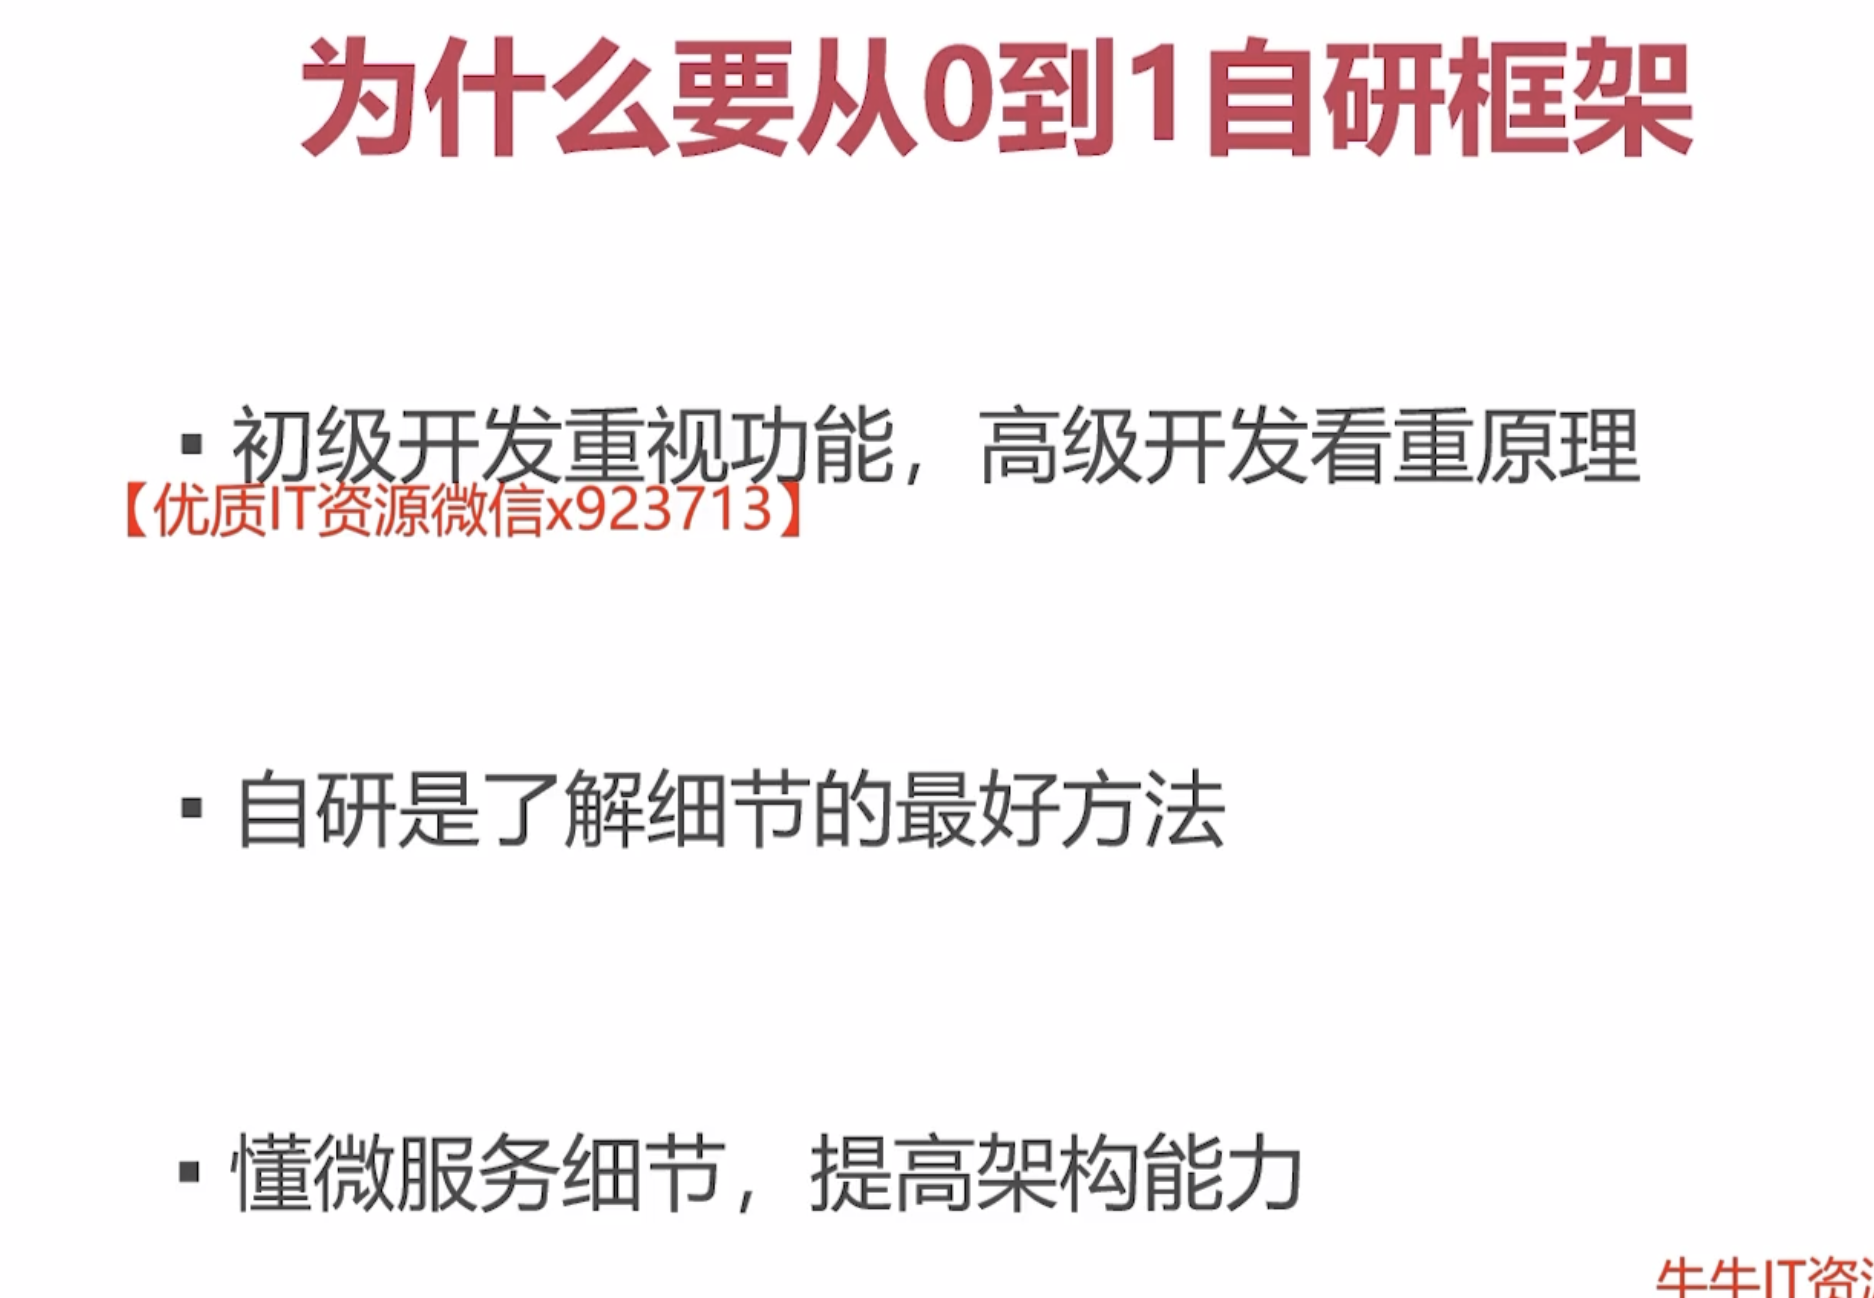 为什么要从0到1自研框架
▪ 初级开发重视功能，高级开发看重原理
【优质IT资源微信x923713】
▪ 自研是了解细节的最好方法
▪ 懂微服务细节，提高架构能力
牛牛IT资源